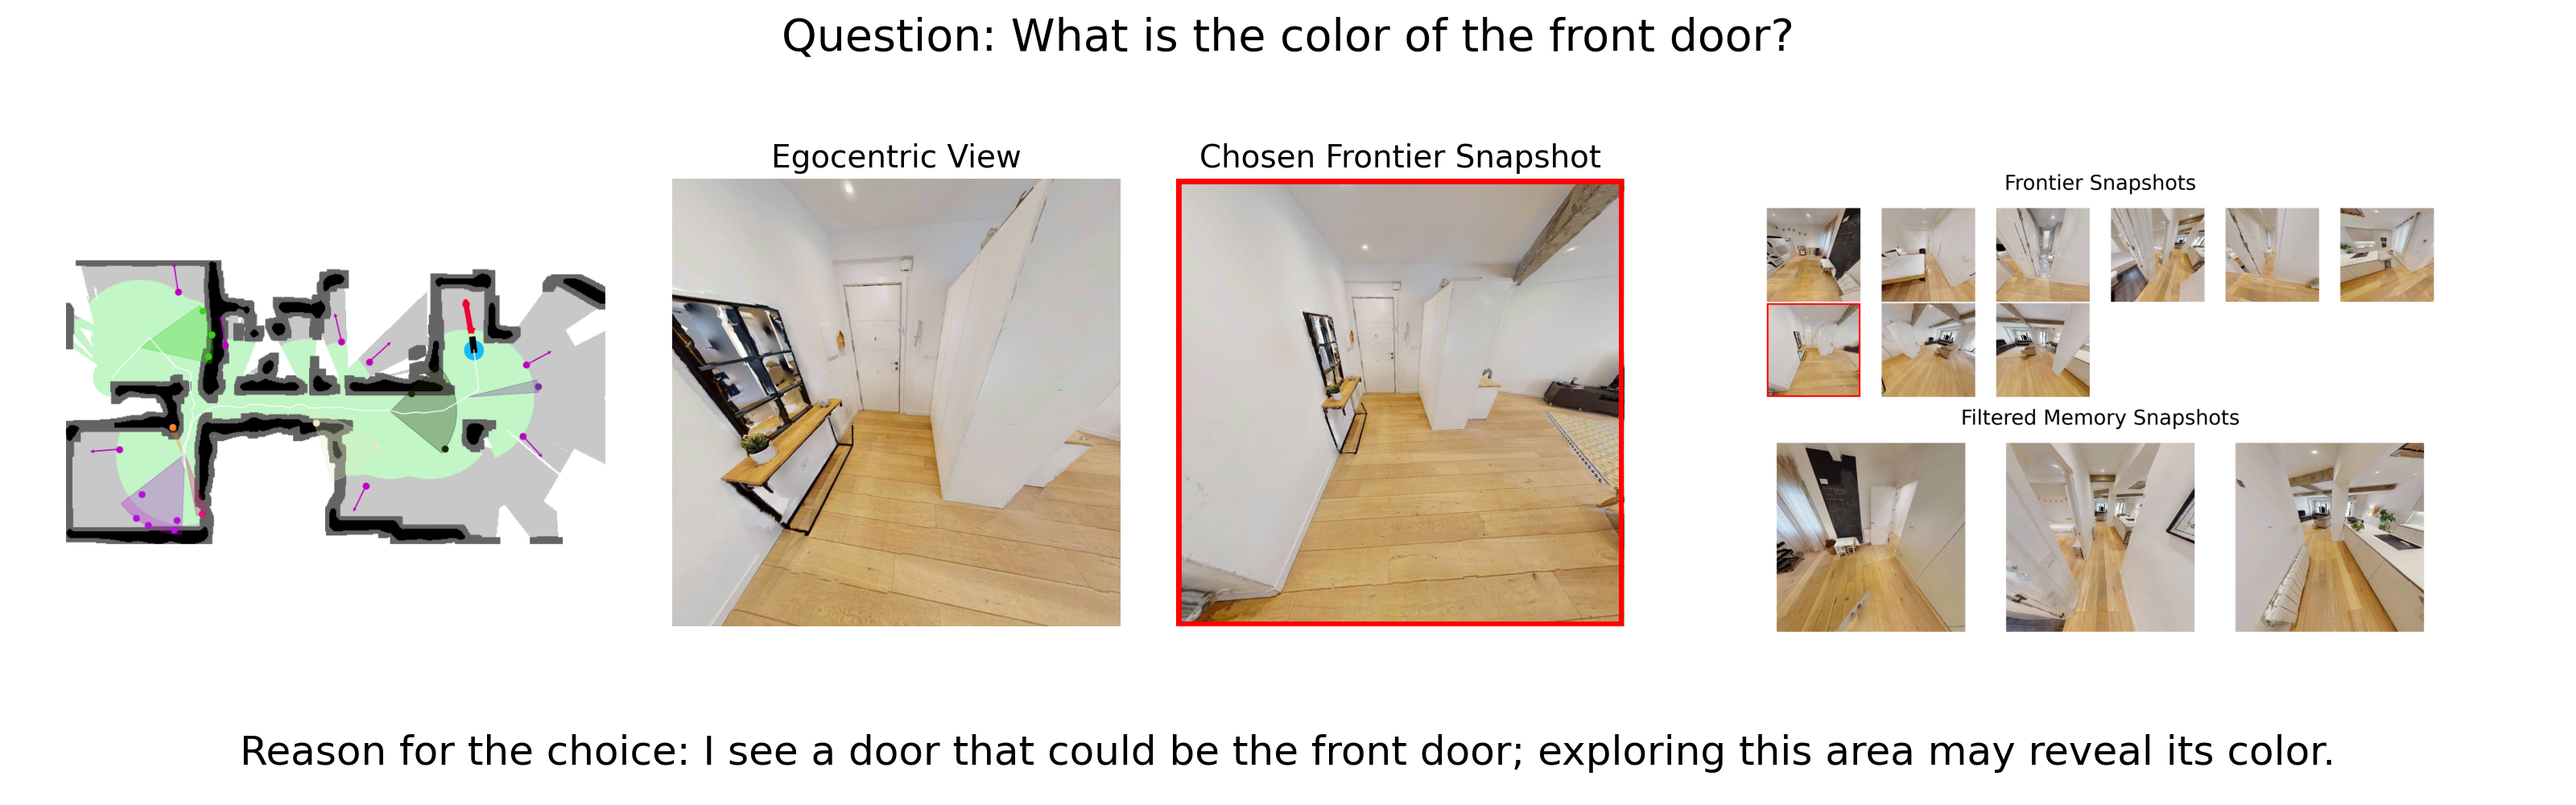 Question: What is the color of the front door?
Egocentric View
Chosen Frontier Snapshot
Frontier Snapshots
Filtered Memory Snapshots
Reason for the choice: I see a door that could be the front door; exploring this area may reveal its color.